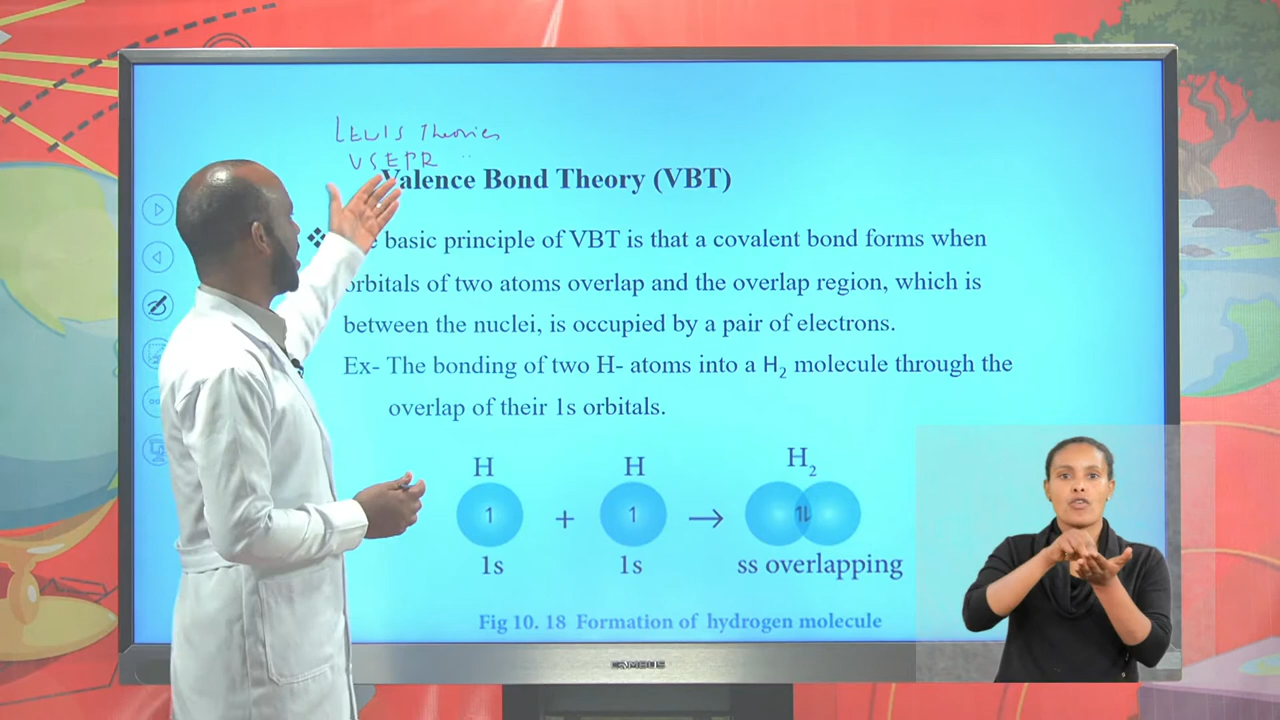 LEWIS Theories
VSEPR "
Valence Bond Theory (VBT)
basic principle of VBT is that a covalent bond forms when
orbitals of two atoms overlap and the overlap region, which is
between the nuclei, is occupied by a pair of electrons.
Ex- The bonding of two H- atoms into a H₂ molecule through the
overlap of their 1s orbitals.
H H H₂
1 + 1 → 1l
1s 1s ss overlapping
Fig 10. 18 Formation of hydrogen molecule